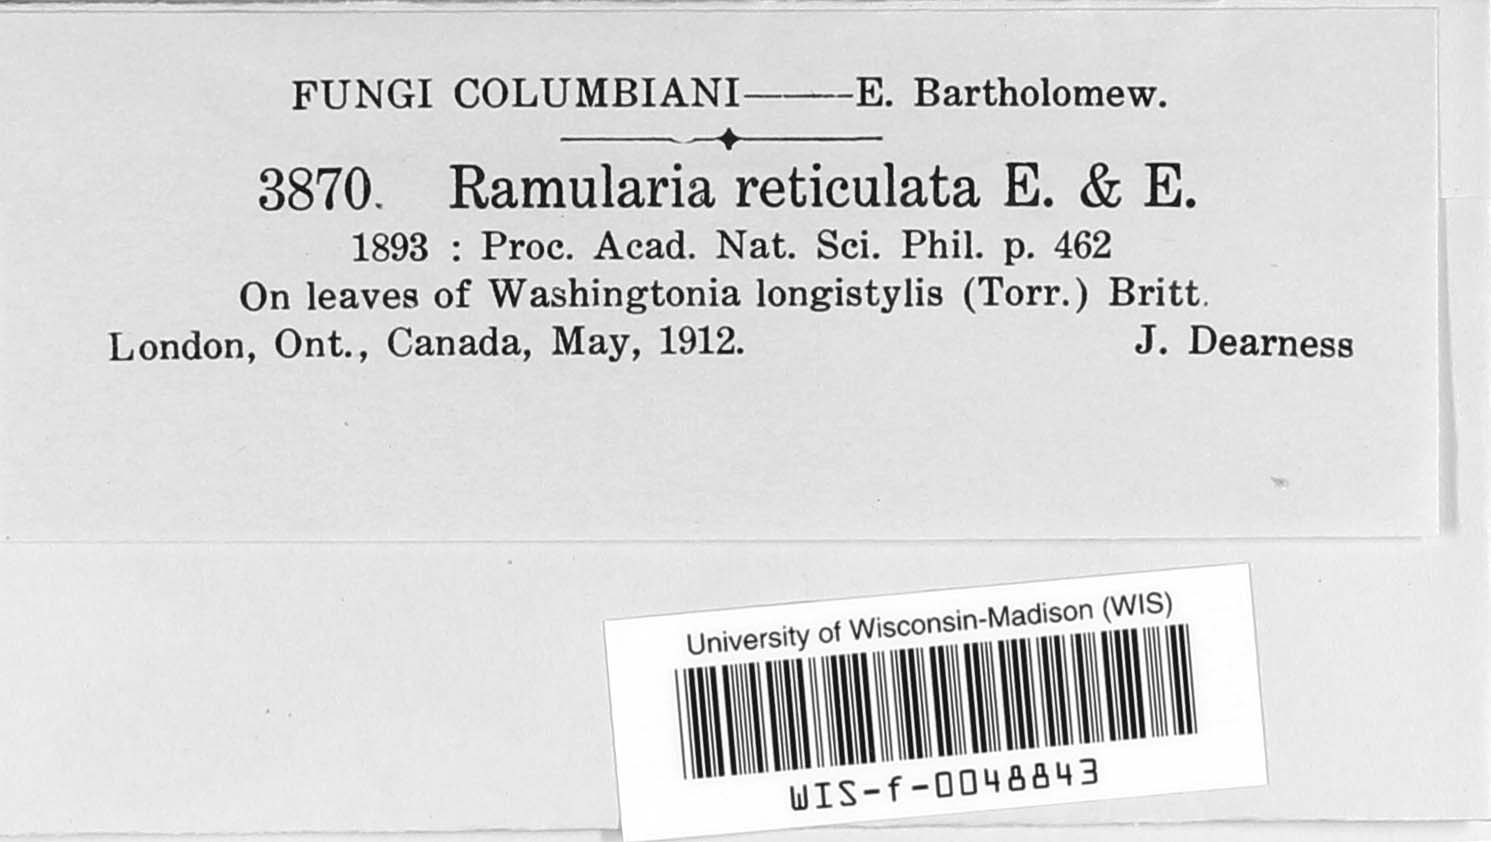 FUNGI COLUMBIANI——E. Bartholomew.
3870. Ramularia reticulata E. & E.
1893 : Proc. Acad. Nat. Sci. Phil. p. 462
On leaves of Washingtonia longistylis (Torr.) Britt.
London, Ont., Canada, May, 1912. J. Dearness
University of Wisconsin-Madison (WIS)
WIS-f-0048843